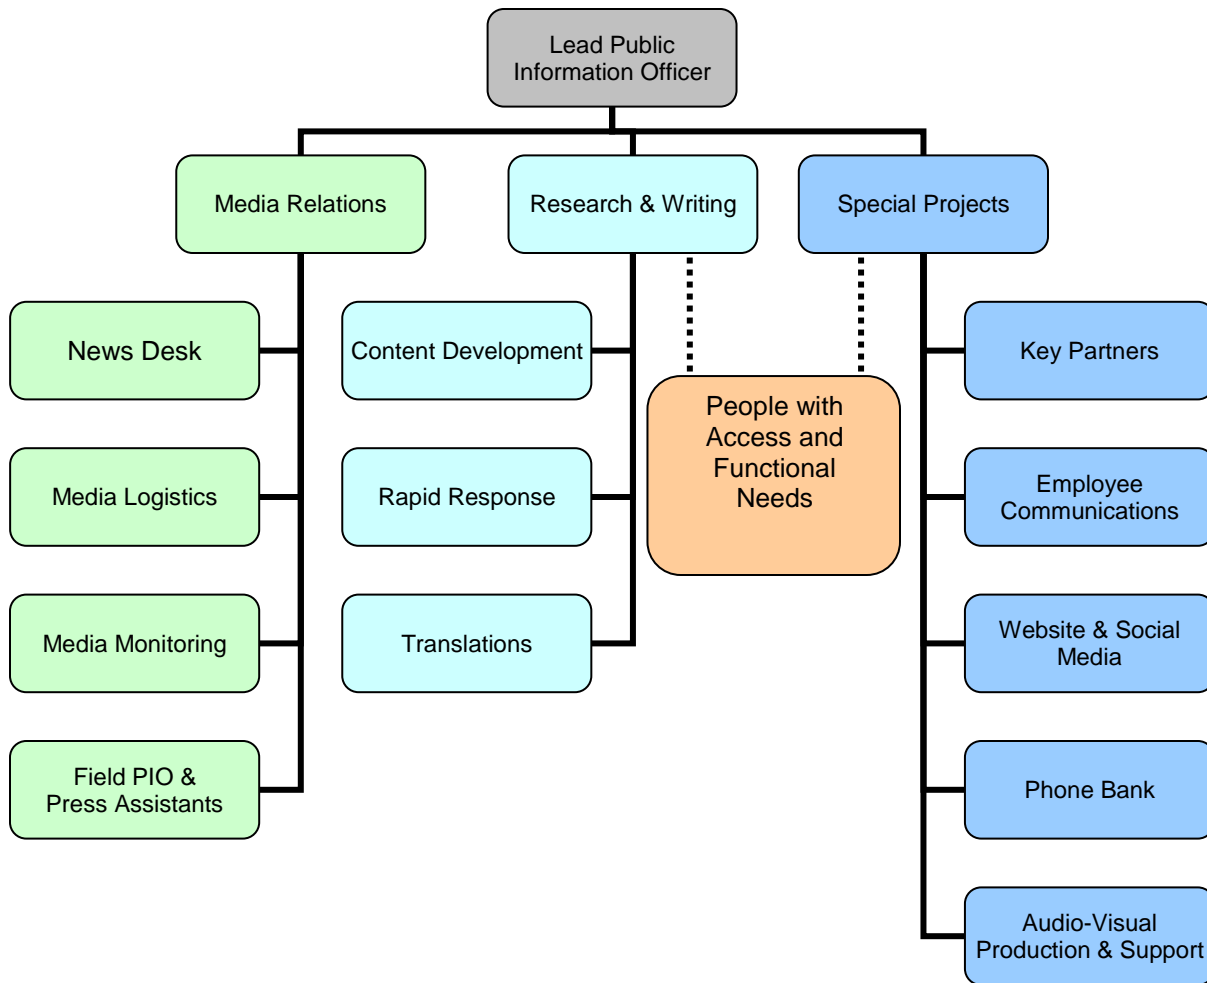 Lead Public
Information Officer
Media Relations
Research & Writing
Special Projects
News Desk
Media Logistics
Media Monitoring
Field PIO &
Press Assistants
Content Development
Rapid Response
Translations
People with
Access and
Functional
Needs
Key Partners
Employee
Communications
Website & Social
Media
Phone Bank
Audio-Visual
Production & Support